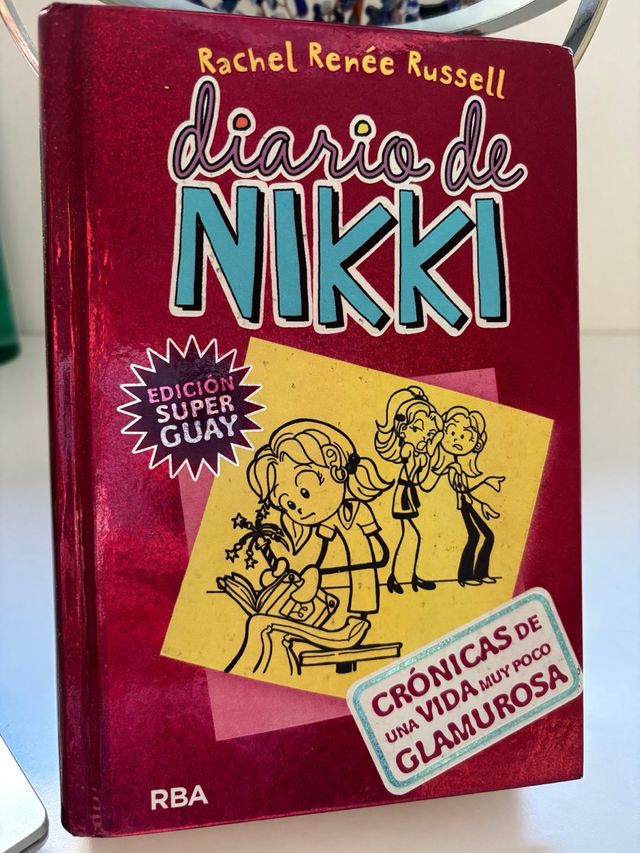 Rachel Renée Russell
diario de
NIKKI
EDICIÓN
SUPER
GUAY
CRÓNICAS DE
UNA VIDA MUY POCO
GLAMUROSA
RBA